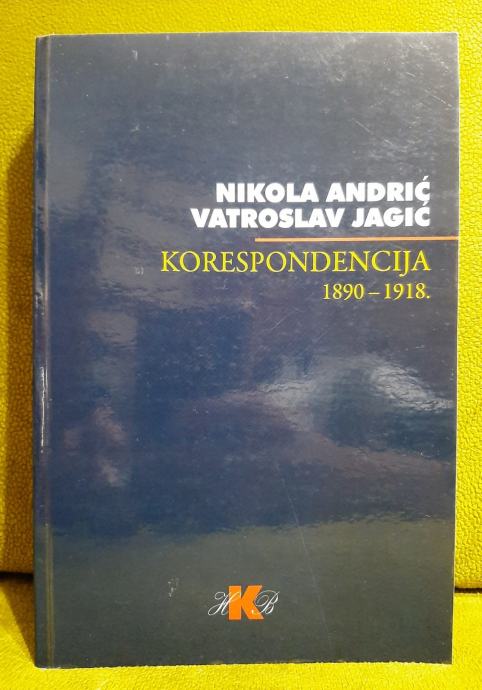 NIKOLA ANDRIĆ
VATROSLAV JAGIĆ
KORESPONDENCIJA
1890 – 1918.
HKB